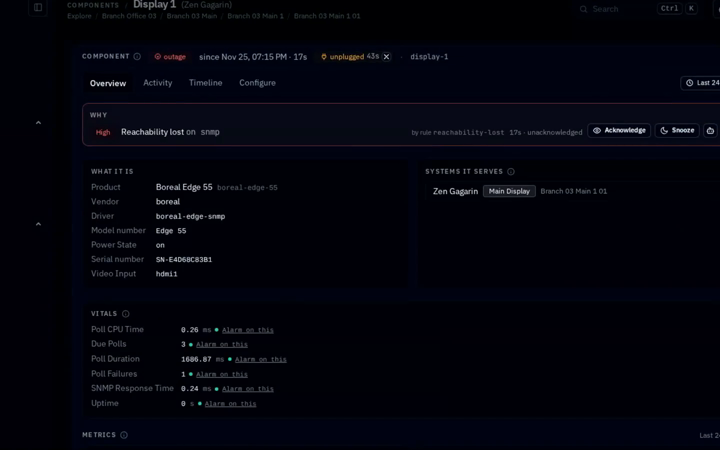 COMPONENTS / Display 1 (Zen Gagarin)
Search Ctrl K
Explore / Branch Office 03 / Branch 03 Main / Branch 03 Main 1 / Branch 03 Main 1 01
COMPONENT outage since Nov 25, 07:15 PM · 17s unplugged 43s · display-1
Overview Activity Timeline Configure Last 24
WHY
High Reachability lost on snmp by rule reachability-lost 17s · unacknowledged Acknowledge Snooze
WHAT IT IS
Product Boreal Edge 55 boreal-edge-55
Vendor boreal
Driver boreal-edge-snmp
Model number Edge 55
Power State on
Serial number SN-E4D68C83B1
Video Input hdmi1
SYSTEMS IT SERVES
Zen Gagarin Main Display Branch 03 Main 1 01
VITALS
Poll CPU Time 0.26 ms Alarm on this
Due Polls 3 Alarm on this
Poll Duration 1686.87 ms Alarm on this
Poll Failures 1 Alarm on this
SNMP Response Time 0.24 ms Alarm on this
Uptime 0 s Alarm on this
METRICS Last 24